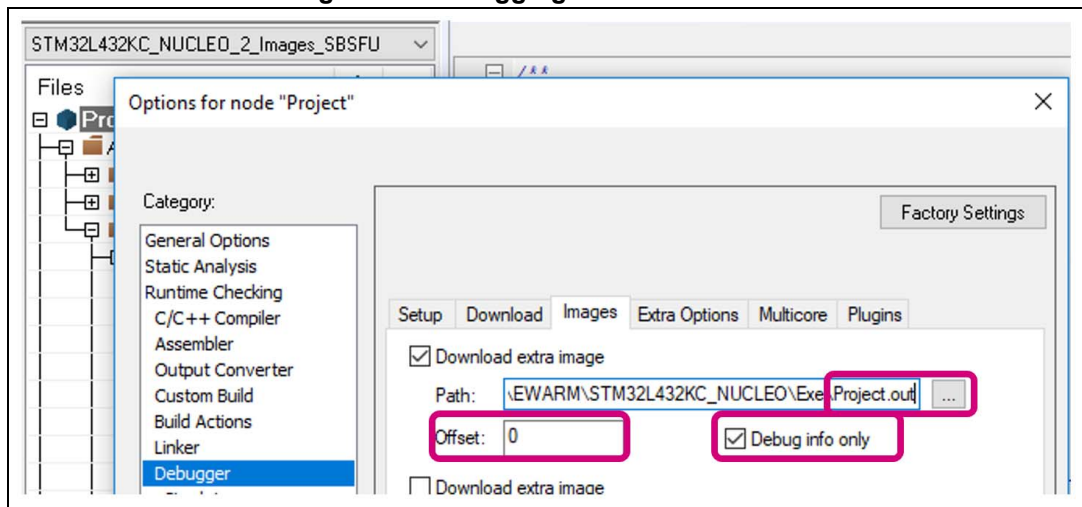 STM32L432KC_NUCLEO_2_Images_SBSFU
/**
Files
Options for node "Project"
Category:
Factory Settings
General Options
Static Analysis
Runtime Checking
C/C++ Compiler
Assembler
Output Converter
Custom Build
Build Actions
Linker
Debugger
Setup Download Images Extra Options Multicore Plugins
Download extra image
Path: \EWARM\STM32L432KC_NUCLEO\Exe\Project.out ...
Offset: 0 Debug info only
Download extra image